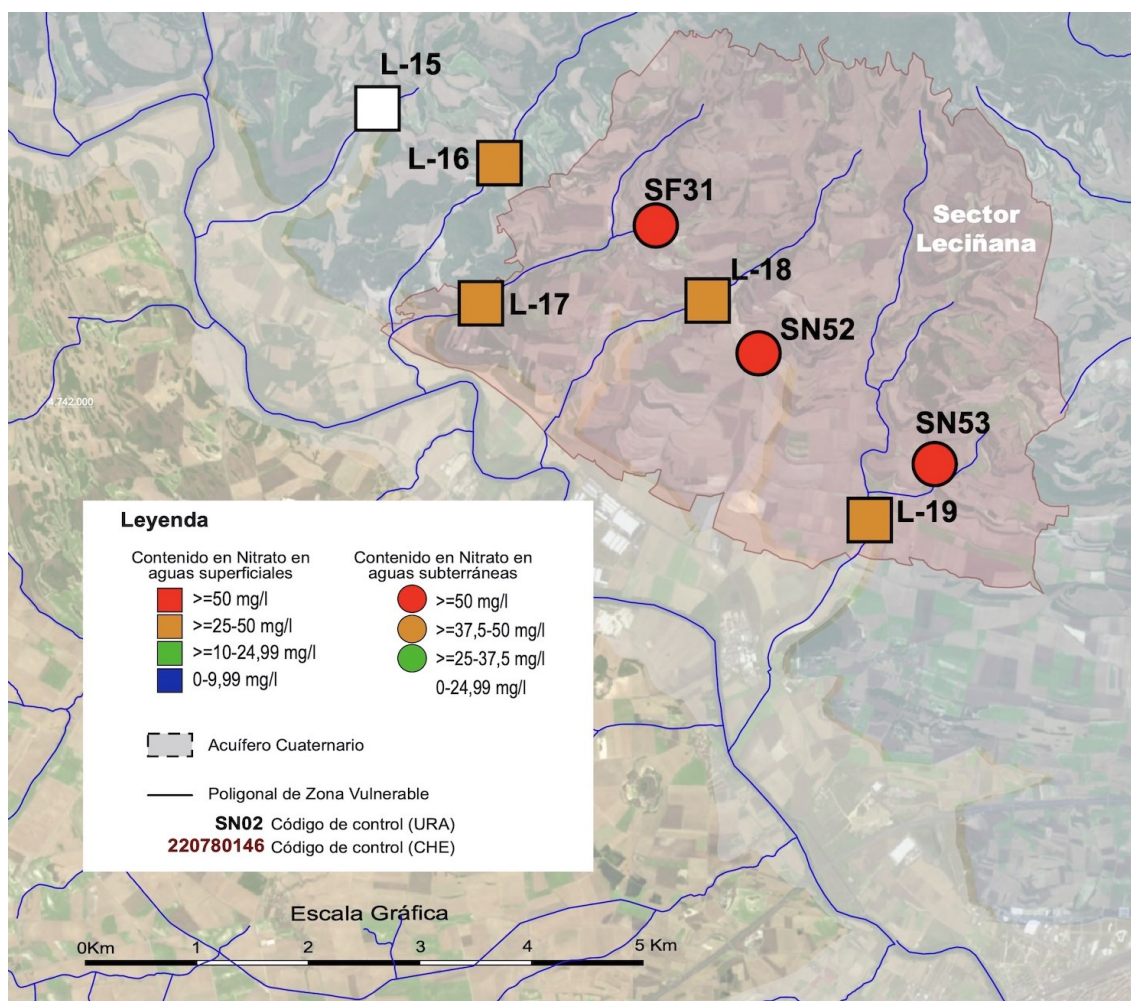 L-15
L-16
SF31
Sector
Leciñana
L-18
L-17
SN52
4.742.000
SN53
L-19
Leyenda
Contenido en Nitrato en
aguas superficiales
>=50 mg/l
>=25-50 mg/l
>=10-24,99 mg/l
0-9,99 mg/l
Contenido en Nitrato en
aguas subterráneas
>=50 mg/l
>=37,5-50 mg/l
>=25-37,5 mg/l
0-24,99 mg/l
Acuífero Cuaternario
Poligonal de Zona Vulnerable
SN02 Código de control (URA)
220780146 Código de control (CHE)
Escala Gráfica
0Km 1 2 3 4 5 Km